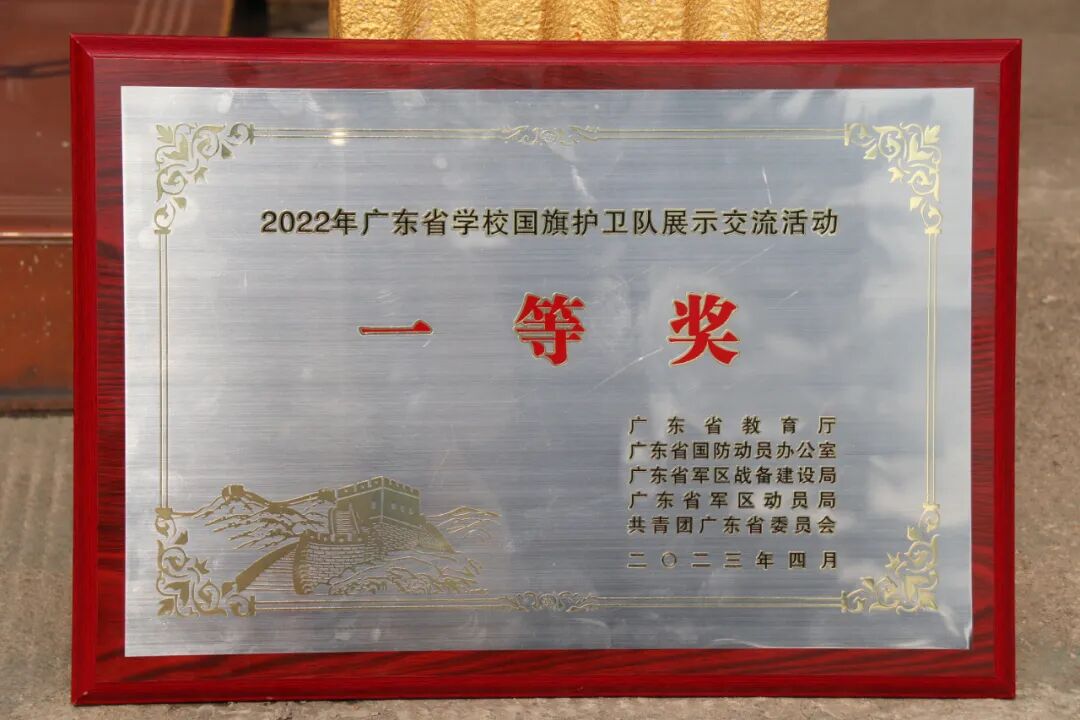 2022年广东省学校国旗护卫队展示交流活动
一等奖
广东省教育厅
广东省国防动员办公室
广东省军区战备建设局
广东省军区动员局
共青团广东省委员会
二〇二三年四月